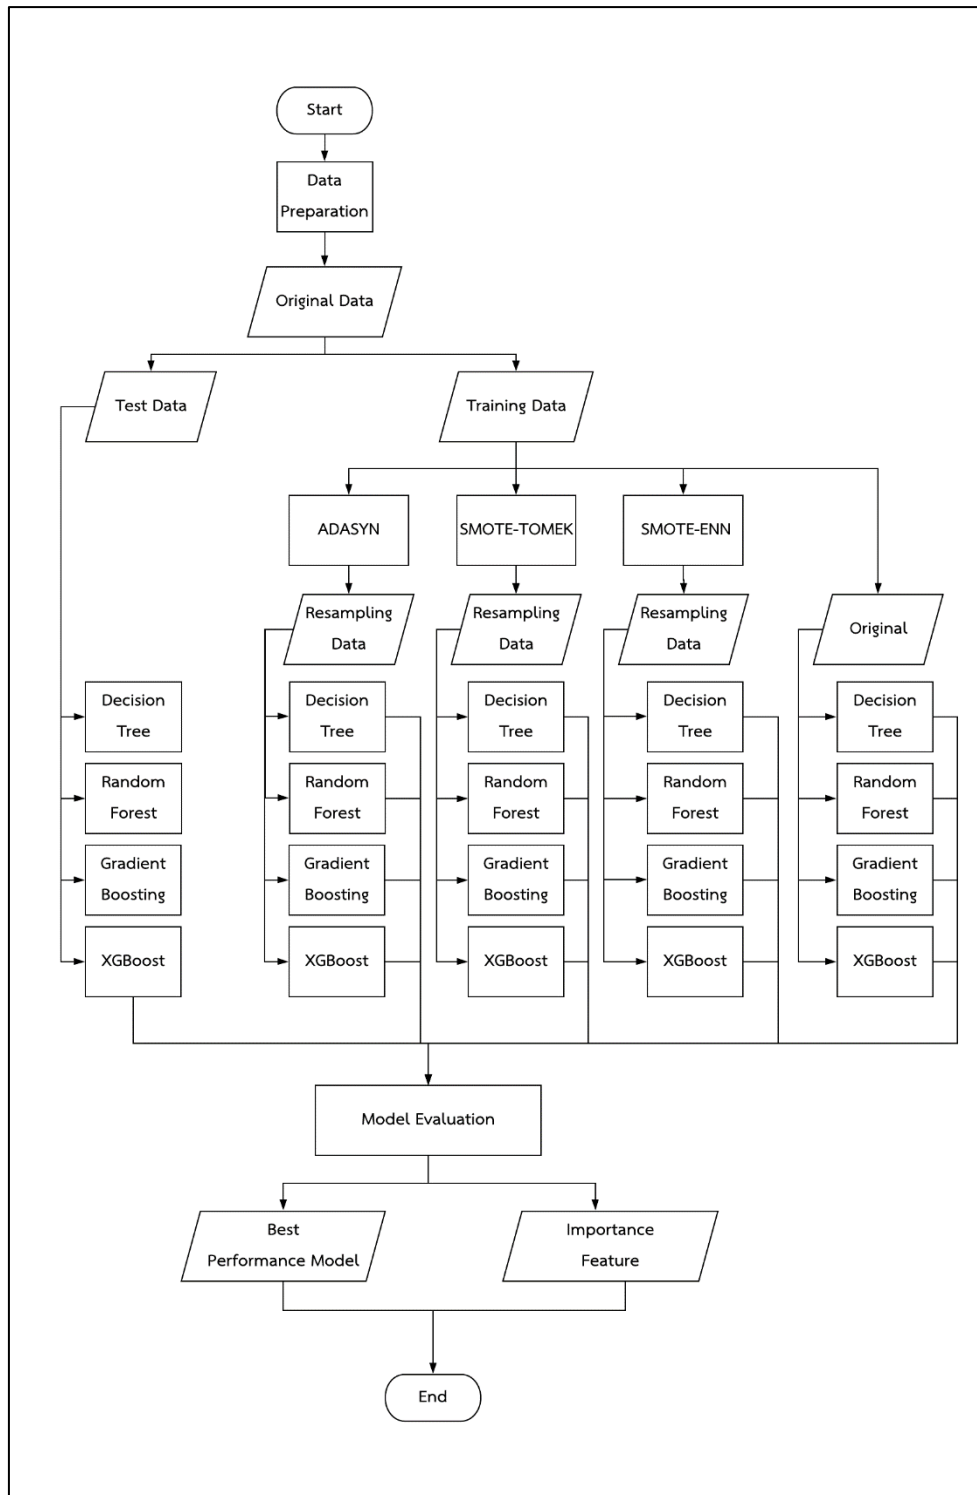 Start
Data
Preparation
Original Data
Test Data
Training Data
ADASYN
SMOTE-TOMEK
SMOTE-ENN
Resampling
Data
Resampling
Data
Resampling
Data
Original
Decision
Tree
Decision
Tree
Decision
Tree
Decision
Tree
Decision
Tree
Random
Forest
Random
Forest
Random
Forest
Random
Forest
Random
Forest
Gradient
Boosting
Gradient
Boosting
Gradient
Boosting
Gradient
Boosting
Gradient
Boosting
XGBoost
XGBoost
XGBoost
XGBoost
XGBoost
Model Evaluation
Best
Performance Model
Importance
Feature
End